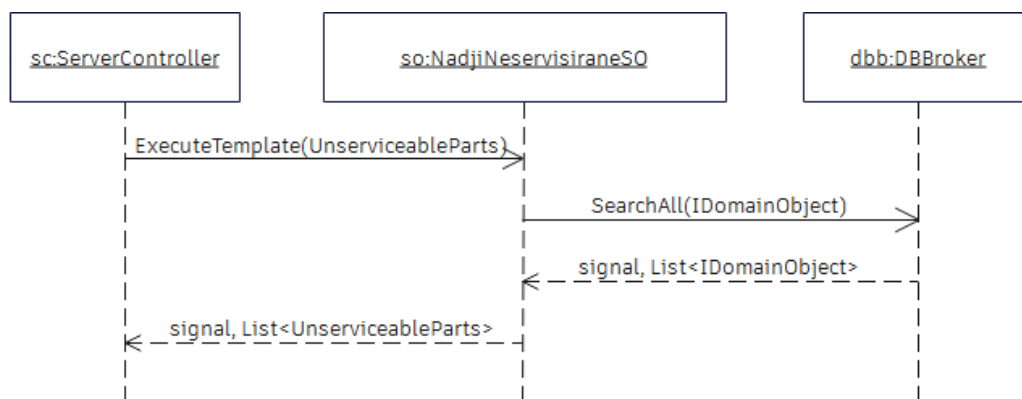 sc:ServerController
so:NadjiNeservisiraneSO
dbb:DBBroker
ExecuteTemplate(UnserviceableParts)
SearchAll(IDomainObject)
signal, List<IDomainObject>
signal, List<UnserviceableParts>